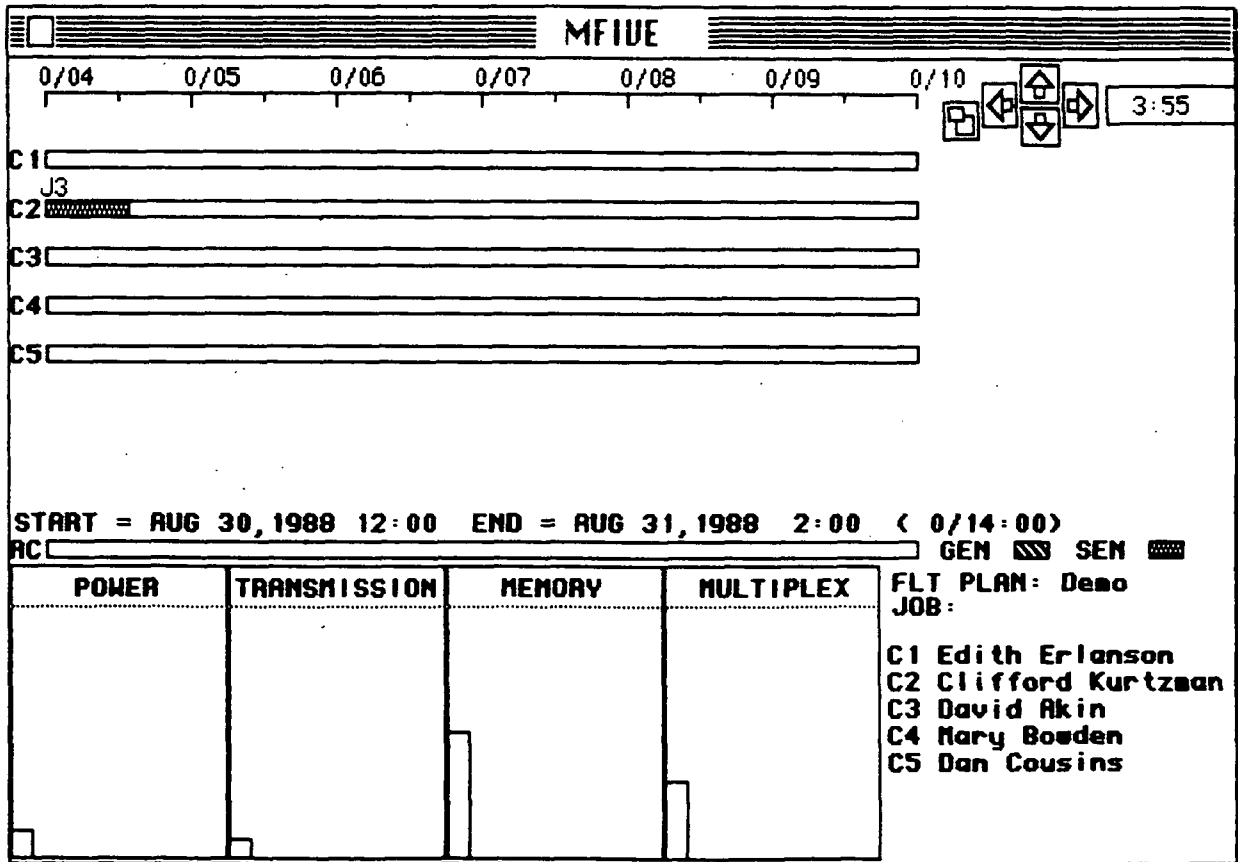 MFIVE
0/04 0/05 0/06 0/07 0/08 0/09 0/10
3:55
C1
J3
C2
C3
C4
C5
START = AUG 30,1988 12:00 END = AUG 31,1988 2:00 ( 0/14:00)
AC GEN SEN
POWER TRANSMISSION MEMORY MULTIPLEX
FLT PLAN: Demo
JOB:
C1 Edith Erlanson
C2 Clifford Kurtzman
C3 David Akin
C4 Mary Bowden
C5 Dan Cousins